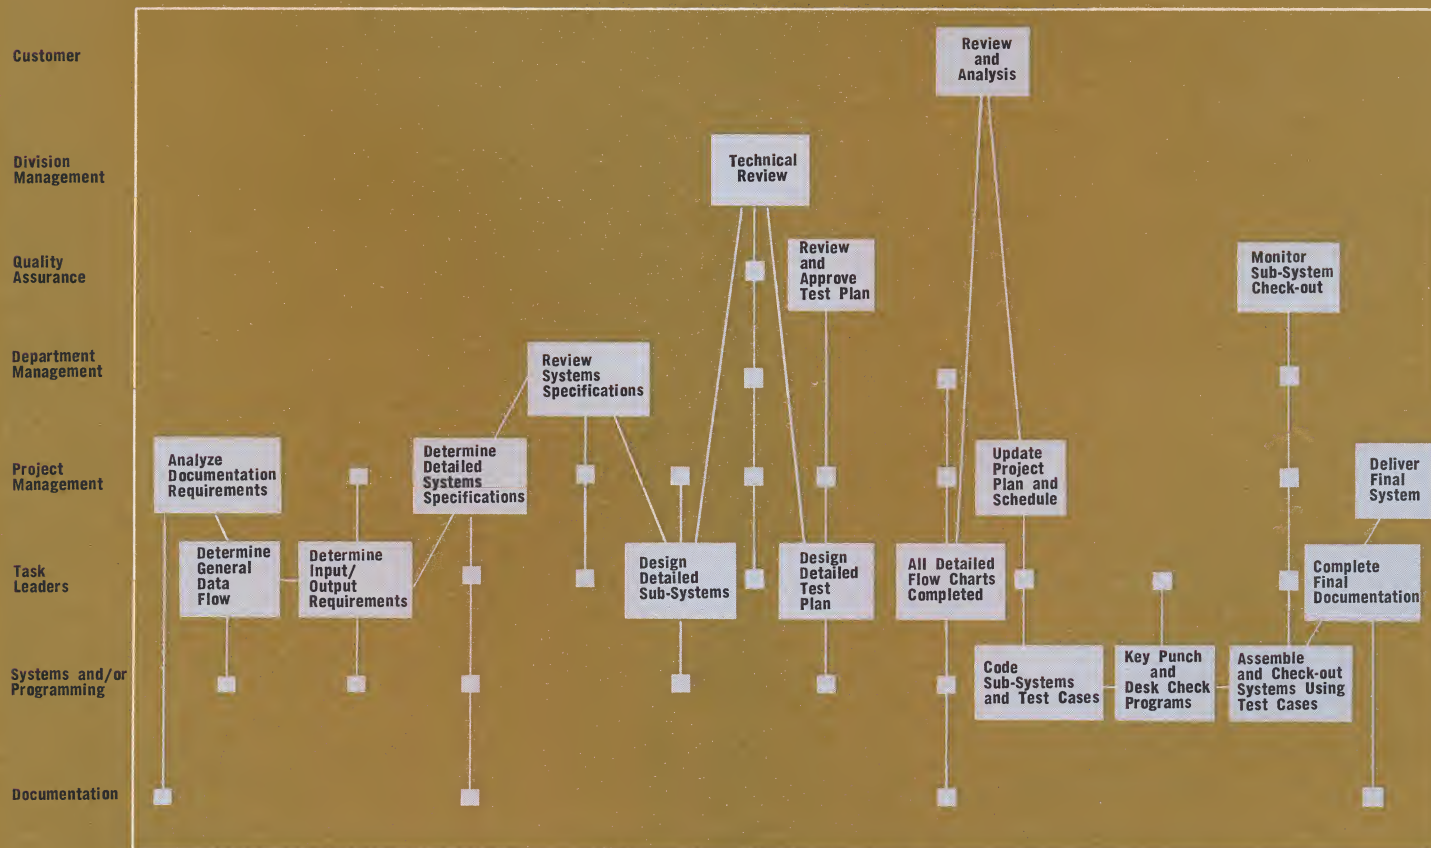 Customer
Division
Management
Quality
Assurance
Department
Management
Project
Management
Task
Leaders
Systems and/or
Programming
Documentation
Analyze
Documentation
Requirements
Determine
General
Data
Flow
Determine
Input/
Output
Requirements
Determine
Detailed
Systems
Specifications
Review
Systems
Specifications
Design
Detailed
Sub-Systems
Technical
Review
Review
and
Approve
Test Plan
Design
Detailed
Test
Plan
All Detailed
Flow Charts
Completed
Review
and
Analysis
Update
Project
Plan and
Schedule
Code
Sub-Systems
and Test Cases
Key Punch
and
Desk Check
Programs
Assemble
and Check-out
Systems Using
Test Cases
Monitor
Sub-System
Check-out
Complete
Final
Documentation
Deliver
Final
System